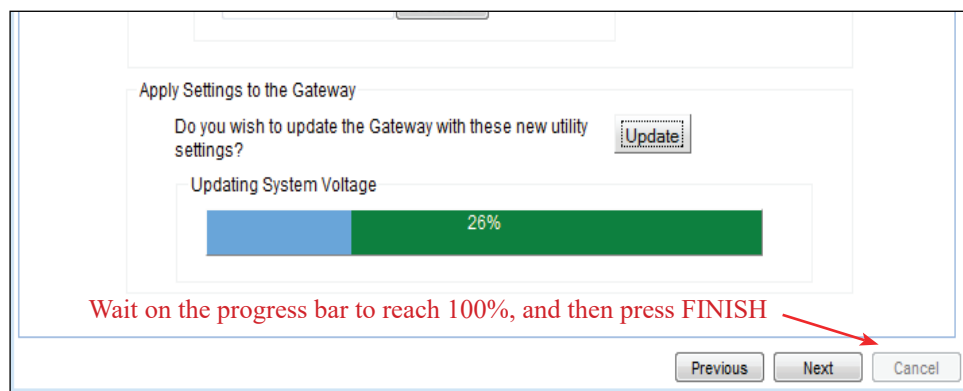 Apply Settings to the Gateway
Do you wish to update the Gateway with these new utility
settings?
Update
Updating System Voltage
26%
Wait on the progress bar to reach 100%, and then press FINISH
Previous
Next
Cancel